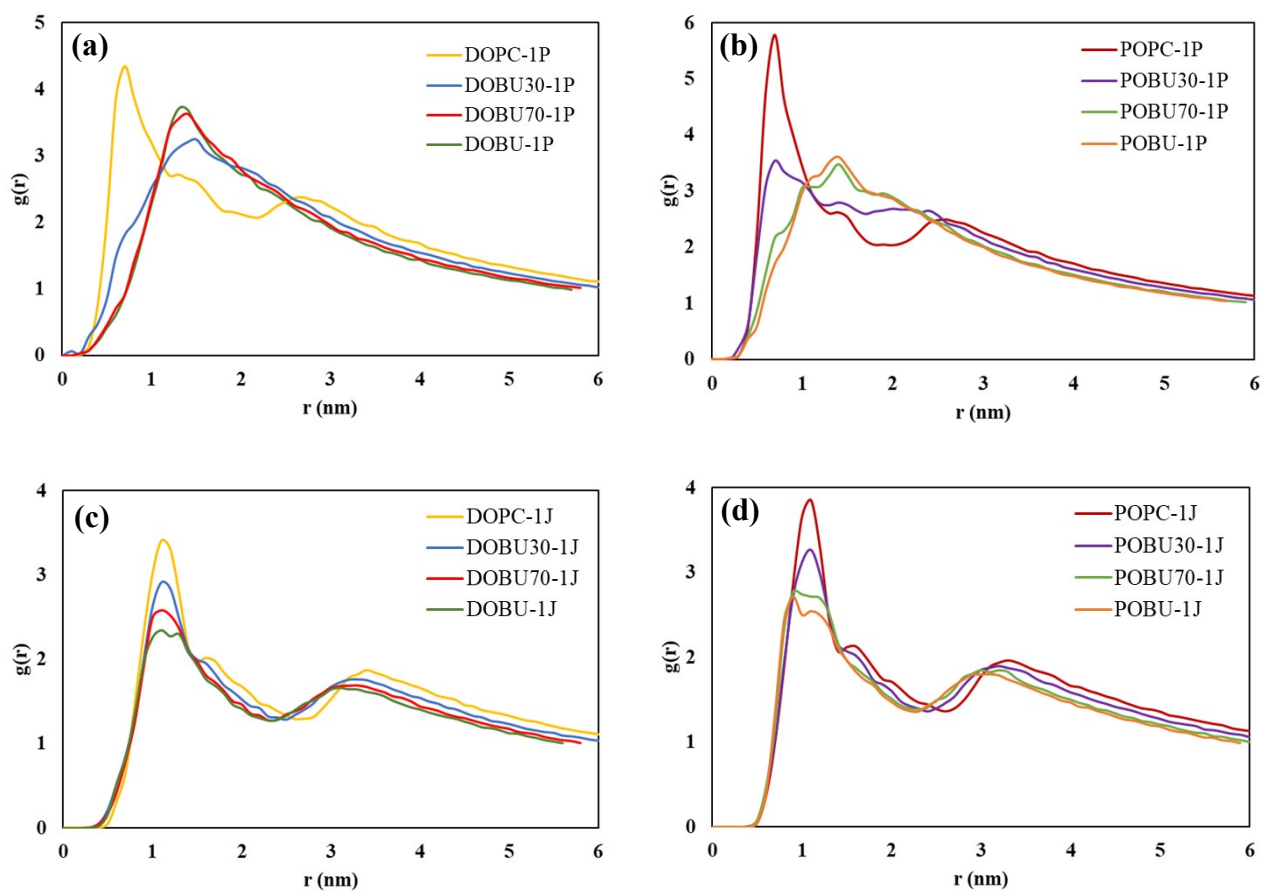 (a)
5
4
3
2
1
0
g(r)
DOPC-1P
DOBU30-1P
DOBU70-1P
DOBU-1P
0 1 2 3 4 5 6
r (nm)
(b)
6
5
4
3
2
1
0
g(r)
POPC-1P
POBU30-1P
POBU70-1P
POBU-1P
0 1 2 3 4 5 6
r (nm)
(c)
4
3
2
1
0
g(r)
DOPC-1J
DOBU30-1J
DOBU70-1J
DOBU-1J
0 1 2 3 4 5 6
r (nm)
(d)
4
3
2
1
0
g(r)
POPC-1J
POBU30-1J
POBU70-1J
POBU-1J
0 1 2 3 4 5 6
r (nm)